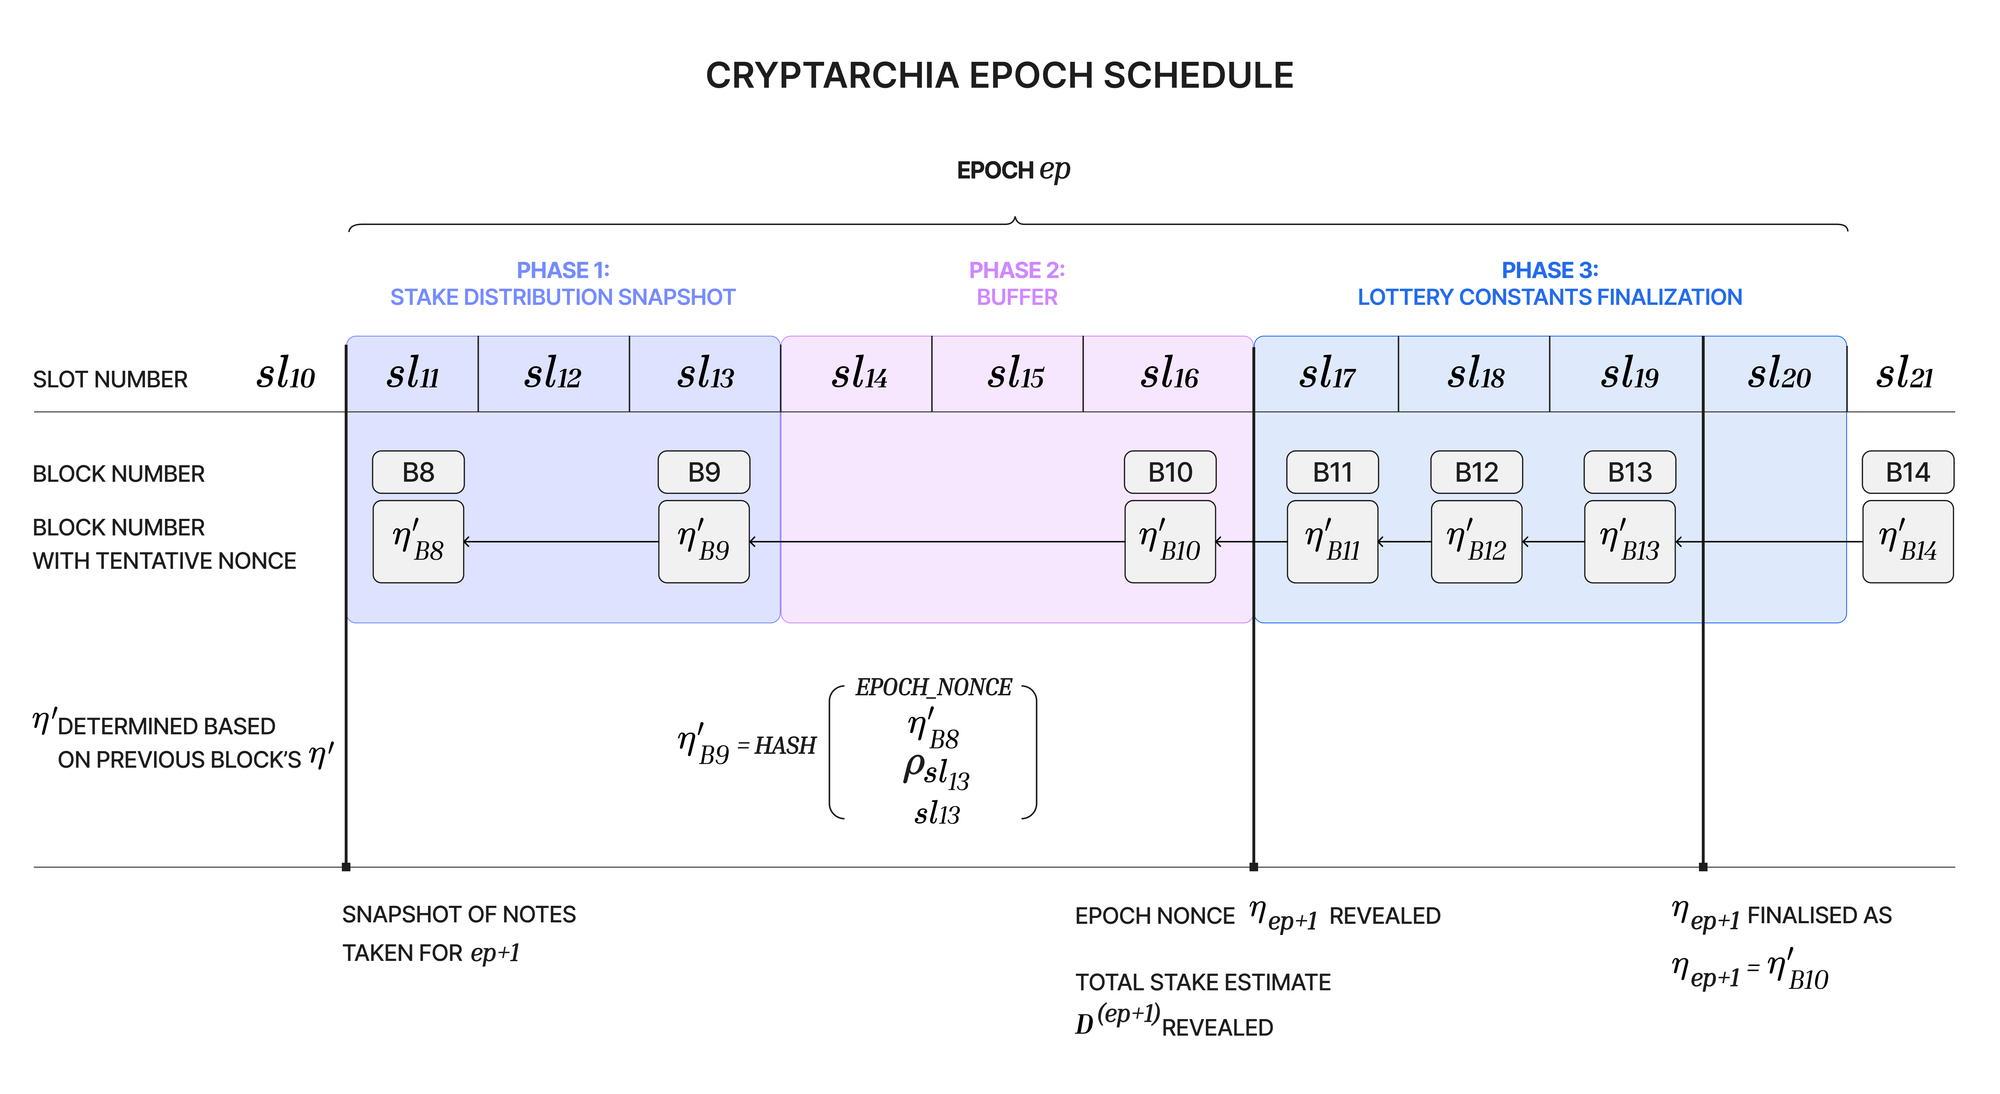 CRYPTARCHIA EPOCH SCHEDULE
EPOCH ep
PHASE 1:
STAKE DISTRIBUTION SNAPSHOT
PHASE 2:
BUFFER
PHASE 3:
LOTTERY CONSTANTS FINALIZATION
SLOT NUMBER sl10 sl11 sl12 sl13 sl14 sl15 sl16 sl17 sl18 sl19 sl20 sl21
BLOCK NUMBER B8 B9 B10 B11 B12 B13 B14
BLOCK NUMBER
WITH TENTATIVE NONCE
η′B8 η′B9 η′B10 η′B11 η′B12 η′B13 η′B14
η′ DETERMINED BASED
ON PREVIOUS BLOCK’S η′
η′B9 = HASH
EPOCH_NONCE
η′B8
ρsl13
sl13
SNAPSHOT OF NOTES
TAKEN FOR ep+1
EPOCH NONCE ηep+1 REVEALED
TOTAL STAKE ESTIMATE
D(ep+1) REVEALED
ηep+1 FINALISED AS
ηep+1 = η′B10